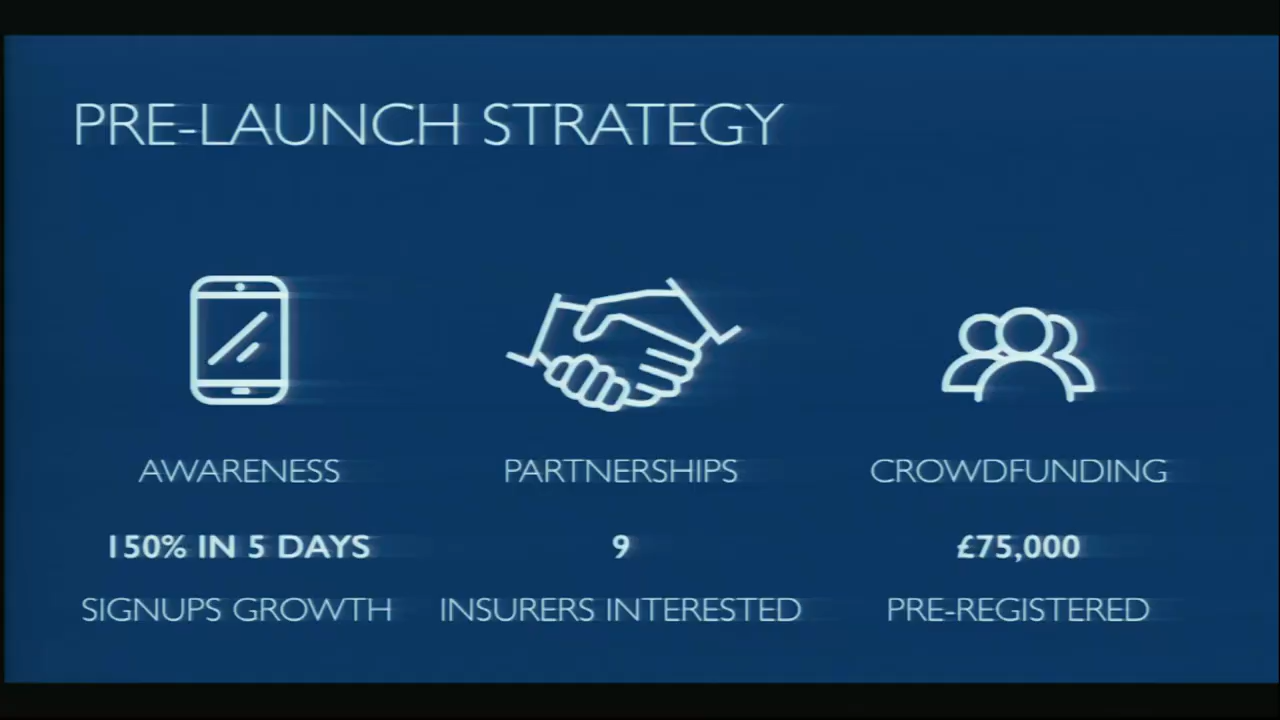 PRE-LAUNCH STRATEGY
AWARENESS
PARTNERSHIPS
CROWDFUNDING
150% IN 5 DAYS
9
£75,000
SIGNUPS GROWTH
INSURERS INTERESTED
PRE-REGISTERED